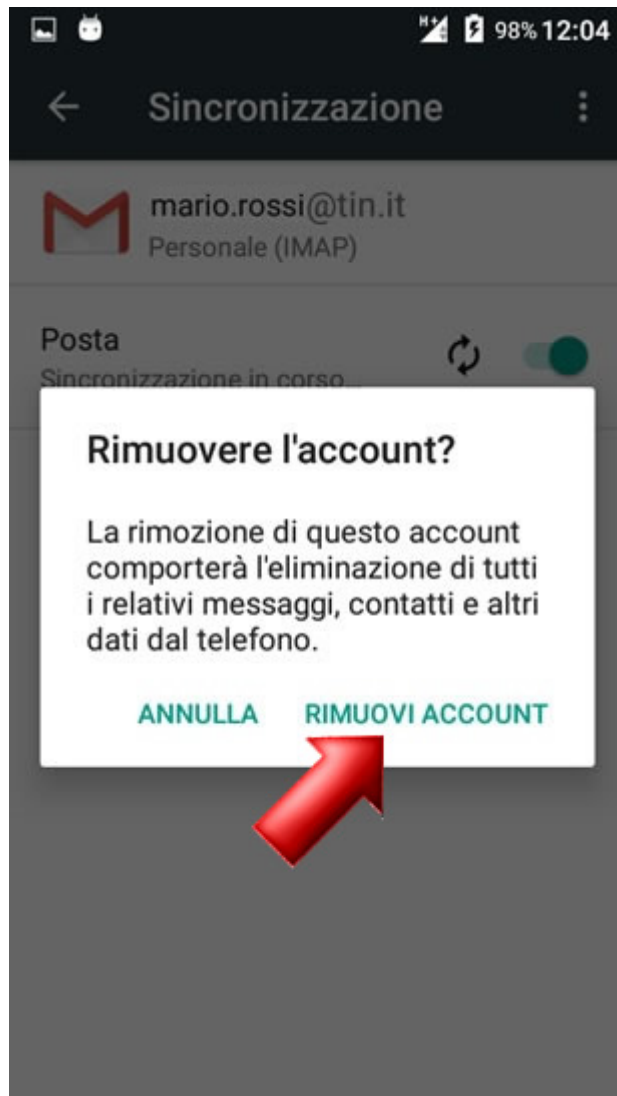 98% 12:04
Sincronizzazione
mario.rossi@tin.it
Personale (IMAP)
Posta
Sincronizzazione in corso...
Rimuovere l'account?
La rimozione di questo account
comporterà l'eliminazione di tutti
i relativi messaggi, contatti e altri
dati dal telefono.
ANNULLA RIMUOVI ACCOUNT